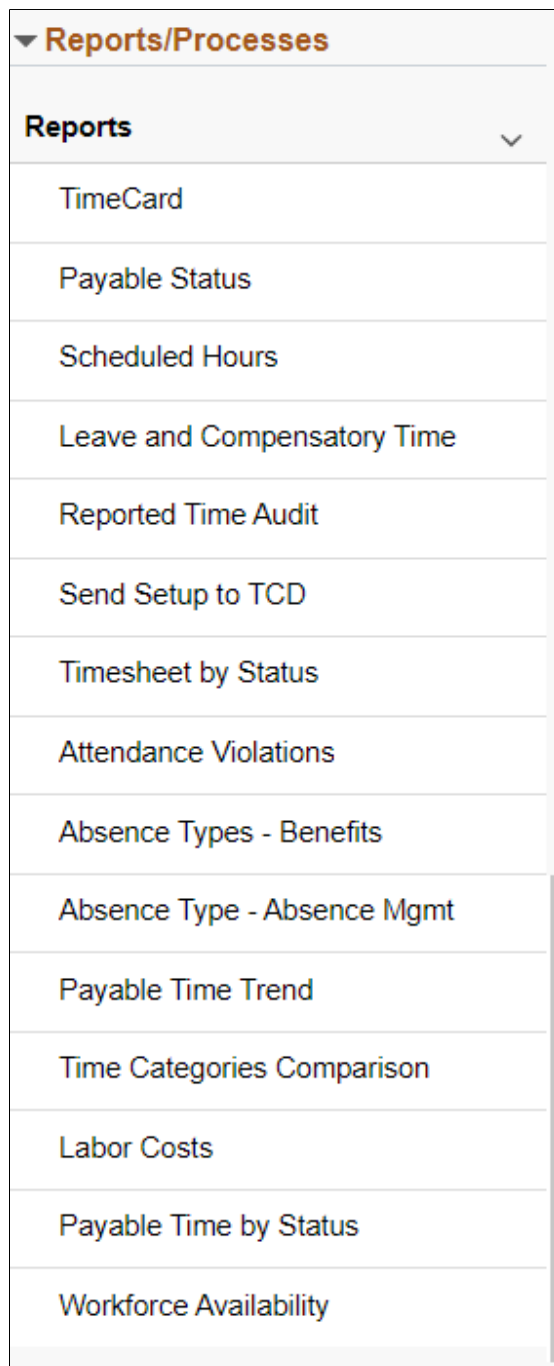 Reports/Processes
Reports
TimeCard
Payable Status
Scheduled Hours
Leave and Compensatory Time
Reported Time Audit
Send Setup to TCD
Timesheet by Status
Attendance Violations
Absence Types - Benefits
Absence Type - Absence Mgmt
Payable Time Trend
Time Categories Comparison
Labor Costs
Payable Time by Status
Workforce Availability